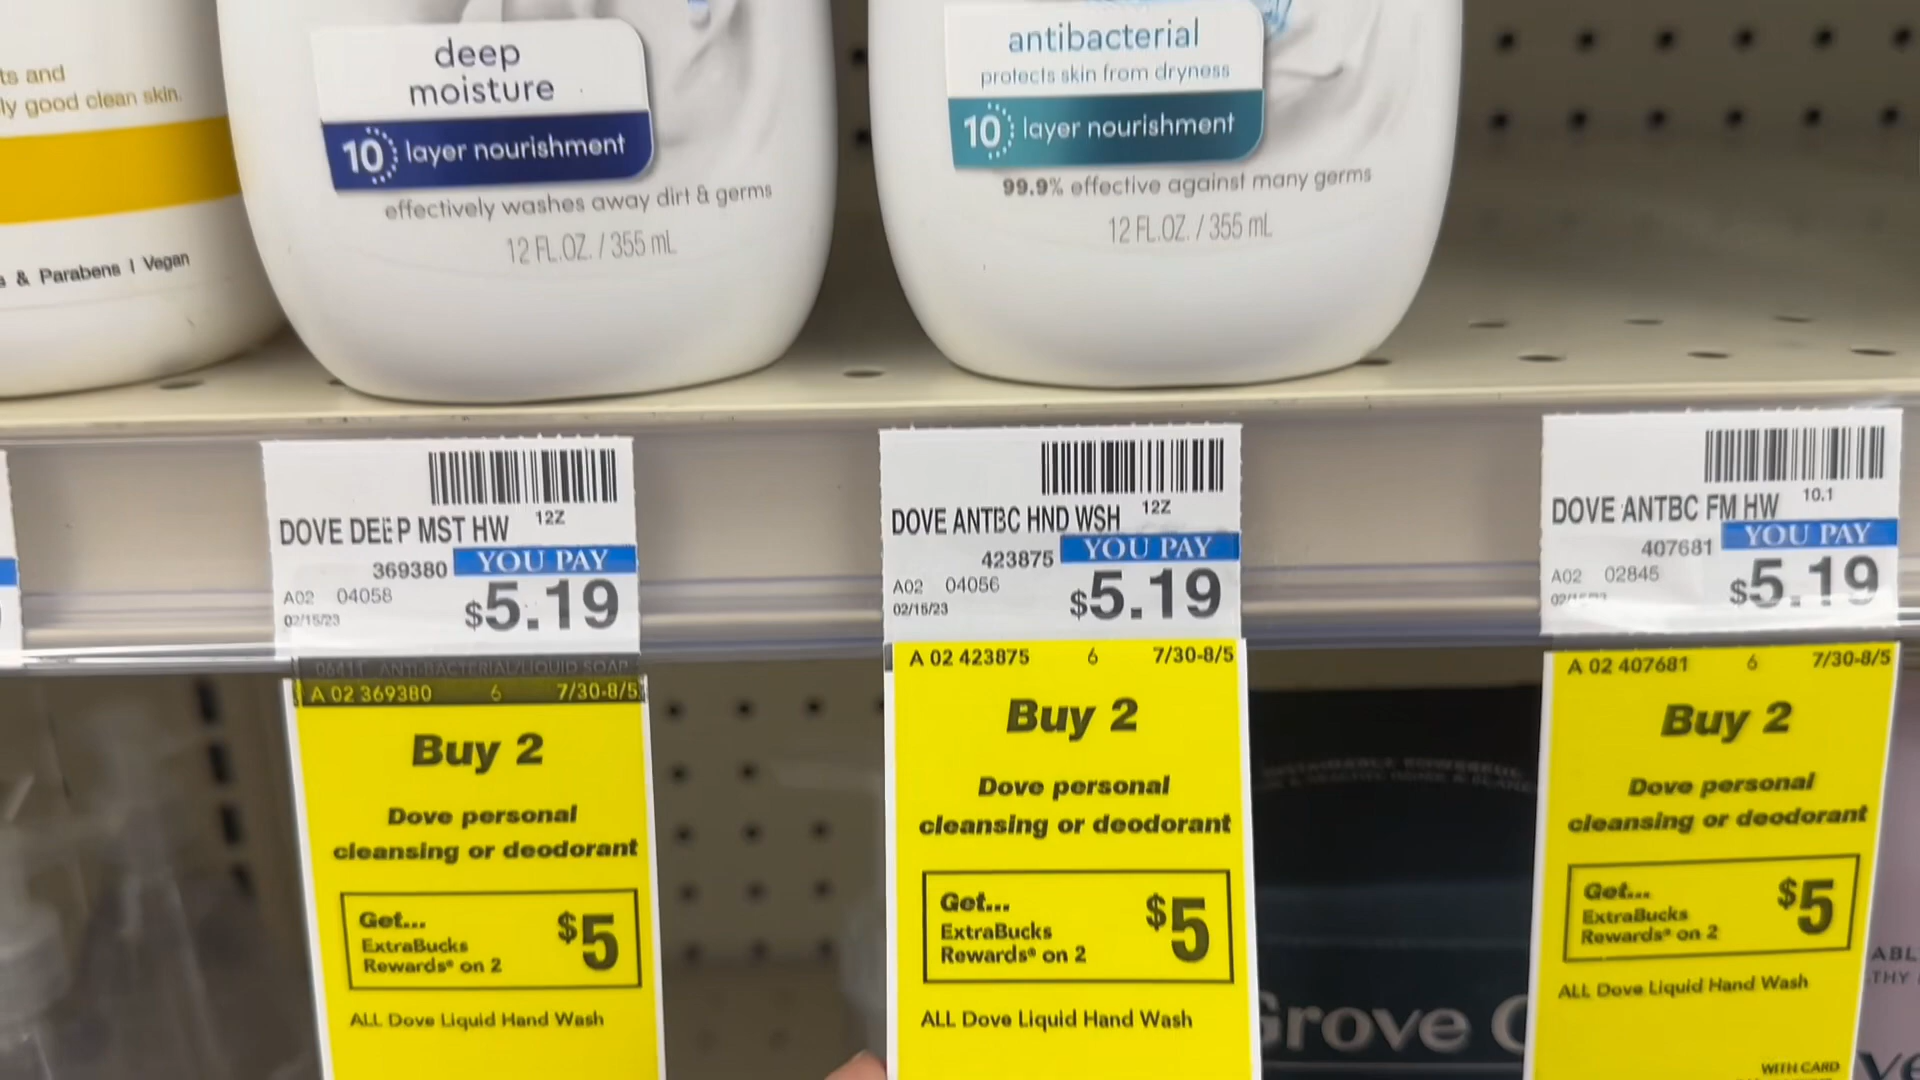 ts and
ly good clean skin.
& Parabens | Vegan
deep
moisture
10 layer nourishment
effectively washes away dirt & germs
12 FL.OZ. / 355 mL
antibacterial
protects skin from dryness
10 layer nourishment
99.9% effective against many germs
12 FL.OZ. / 355 mL
DOVE DEEP MST HW 12Z
369380 YOU PAY
A02 04058 $5.19
02/15/23
DOVE ANTBC HND WSH 12Z
423875 YOU PAY
A02 04056 $5.19
02/15/23
DOVE ANTBC FM HW 10.1
407681 YOU PAY
A02 02845 $5.19
ANTI-BACTERIAL/LIQUID SOAP
A 02 369380 6 7/30-8/5
Buy 2
Dove personal
cleansing or deodorant
Get...
ExtraBucks
Rewards® on 2
$5
ALL Dove Liquid Hand Wash
A 02 423875 6 7/30-8/5
Buy 2
Dove personal
cleansing or deodorant
Get...
ExtraBucks
Rewards® on 2
$5
ALL Dove Liquid Hand Wash
A 02 407681 6 7/30-8/5
Buy 2
Dove personal
cleansing or deodorant
Get...
ExtraBucks
Rewards® on 2
$5
ALL Dove Liquid Hand Wash
WITH CARD
Grove C
ABL
THY
ve